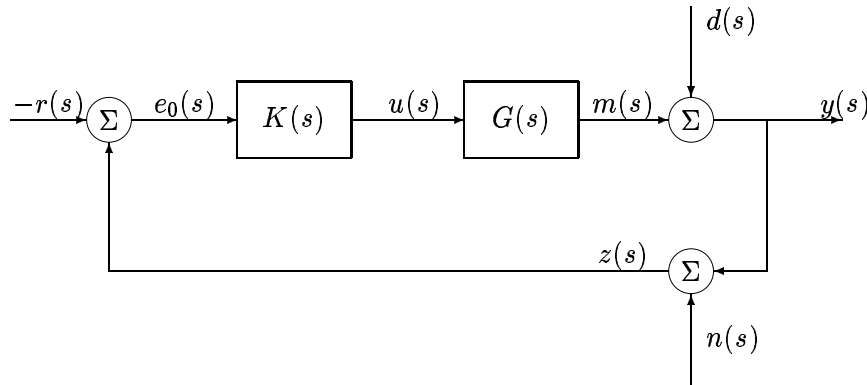 d(s)
−r(s) Σ e₀(s) K(s) u(s) G(s) m(s) Σ y(s)
z(s) Σ
n(s)